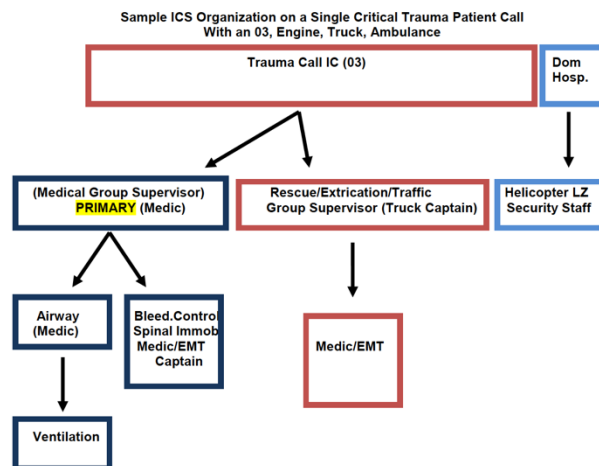 Sample ICS Organization on a Single Critical Trauma Patient Call
With an 03, Engine, Truck, Ambulance
Trauma Call IC (03)
Dom
Hosp.
(Medical Group Supervisor)
PRIMARY (Medic)
Rescue/Extrication/Traffic
Group Supervisor (Truck Captain)
Helicopter LZ
Security Staff
Airway
(Medic)
Bleed.Control
Spinal Immob
Medic/EMT
Captain
Medic/EMT
Ventilation